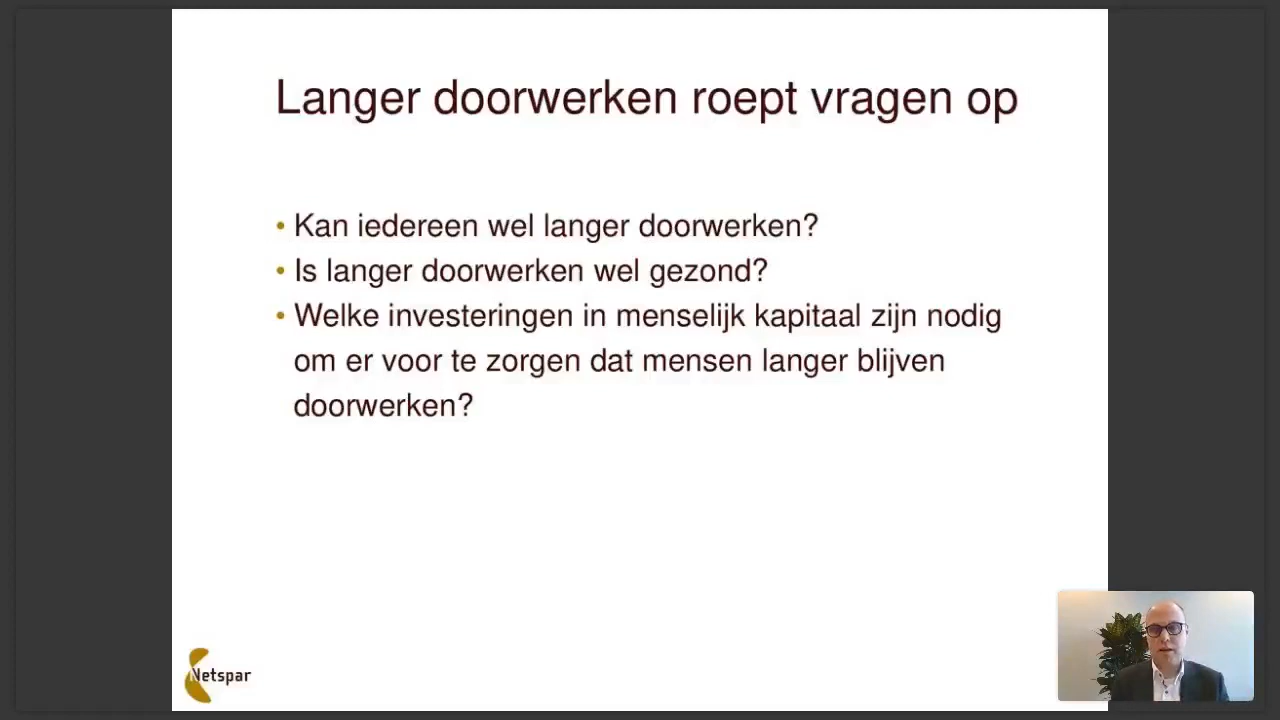 Langer doorwerken roept vragen op
• Kan iedereen wel langer doorwerken?
• Is langer doorwerken wel gezond?
• Welke investeringen in menselijk kapitaal zijn nodig
om er voor te zorgen dat mensen langer blijven
doorwerken?
Netspar